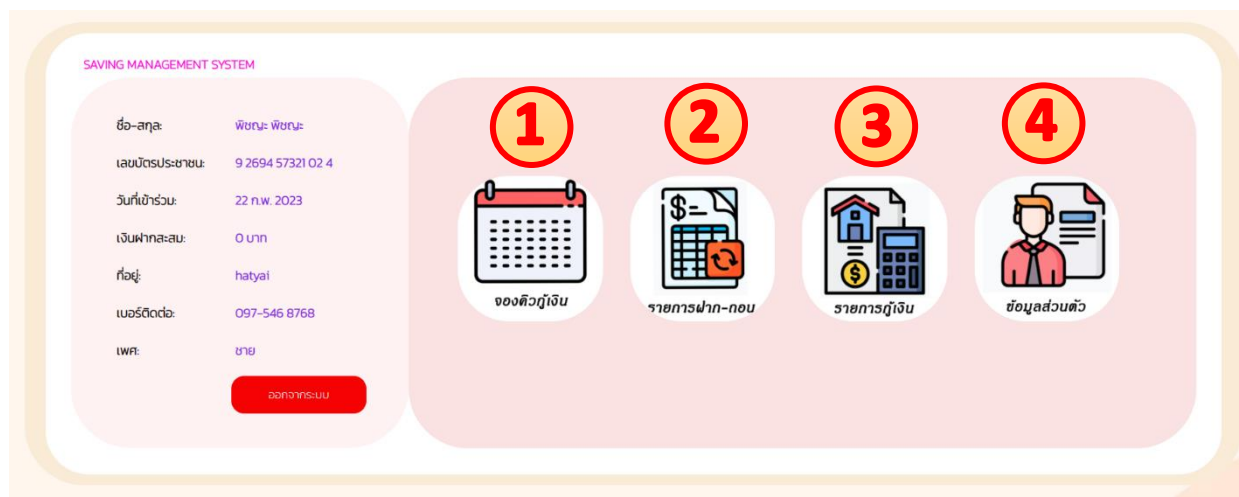 SAVING MANAGEMENT SYSTEM
ชื่อ-สกุล: พิชญะ พิชญะ
เลขบัตรประชาชน: 9 2694 57321 02 4
วันที่เข้าร่วม: 22 ก.พ. 2023
เงินฝากสะสม: 0 บาท
ที่อยู่: hatyai
เบอร์ติดต่อ: 097-546 8768
เพศ: ชาย
ออกจากระบบ
1 2 3 4
$
=
$
จองคิวกู้เงิน รายการฝาก-ถอน รายการกู้เงิน ข้อมูลส่วนตัว